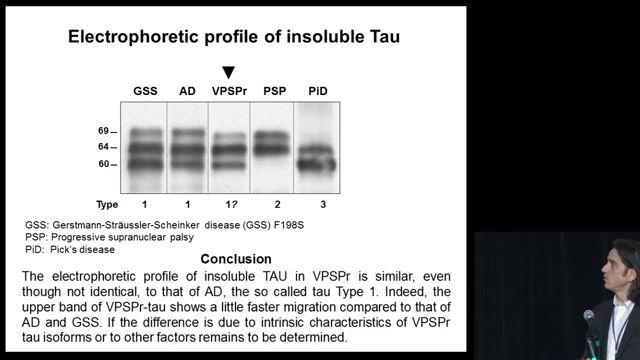 Electrophoretic profile of insoluble Tau
GSS AD VPSPr PSP PiD
69
64
60
Type 1 1 1? 2 3
GSS: Gerstmann-Sträussler-Scheinker disease (GSS) F198S
PSP: Progressive supranuclear palsy
PiD: Pick's disease
Conclusion
The electrophoretic profile of insoluble TAU in VPSPr is similar, even
though not identical, to that of AD, the so called tau Type 1. Indeed, the
upper band of VPSPr-tau shows a little faster migration compared to that of
AD and GSS. If the difference is due to intrinsic characteristics of VPSPr
tau isoforms or to other factors remains to be determined.